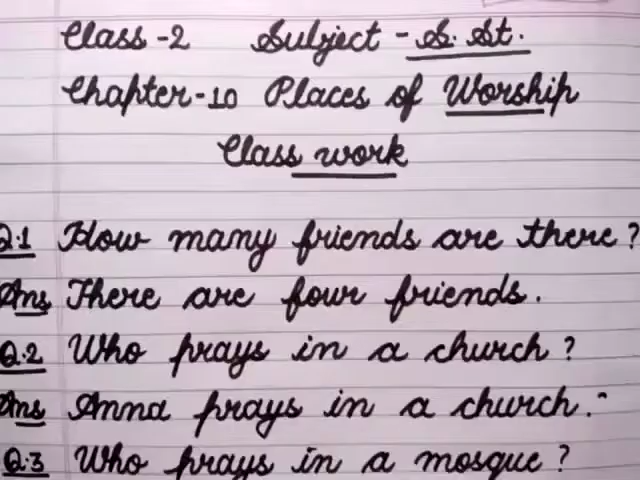 Class-2 Subject-S.St.
Chapter-10 Places of Worship
Class work
Q.1 How many friends are there?
Ans There are four friends.
Q.2 Who prays in a church?
Ans Anna prays in a church.
Q.3 Who prays in a mosque?